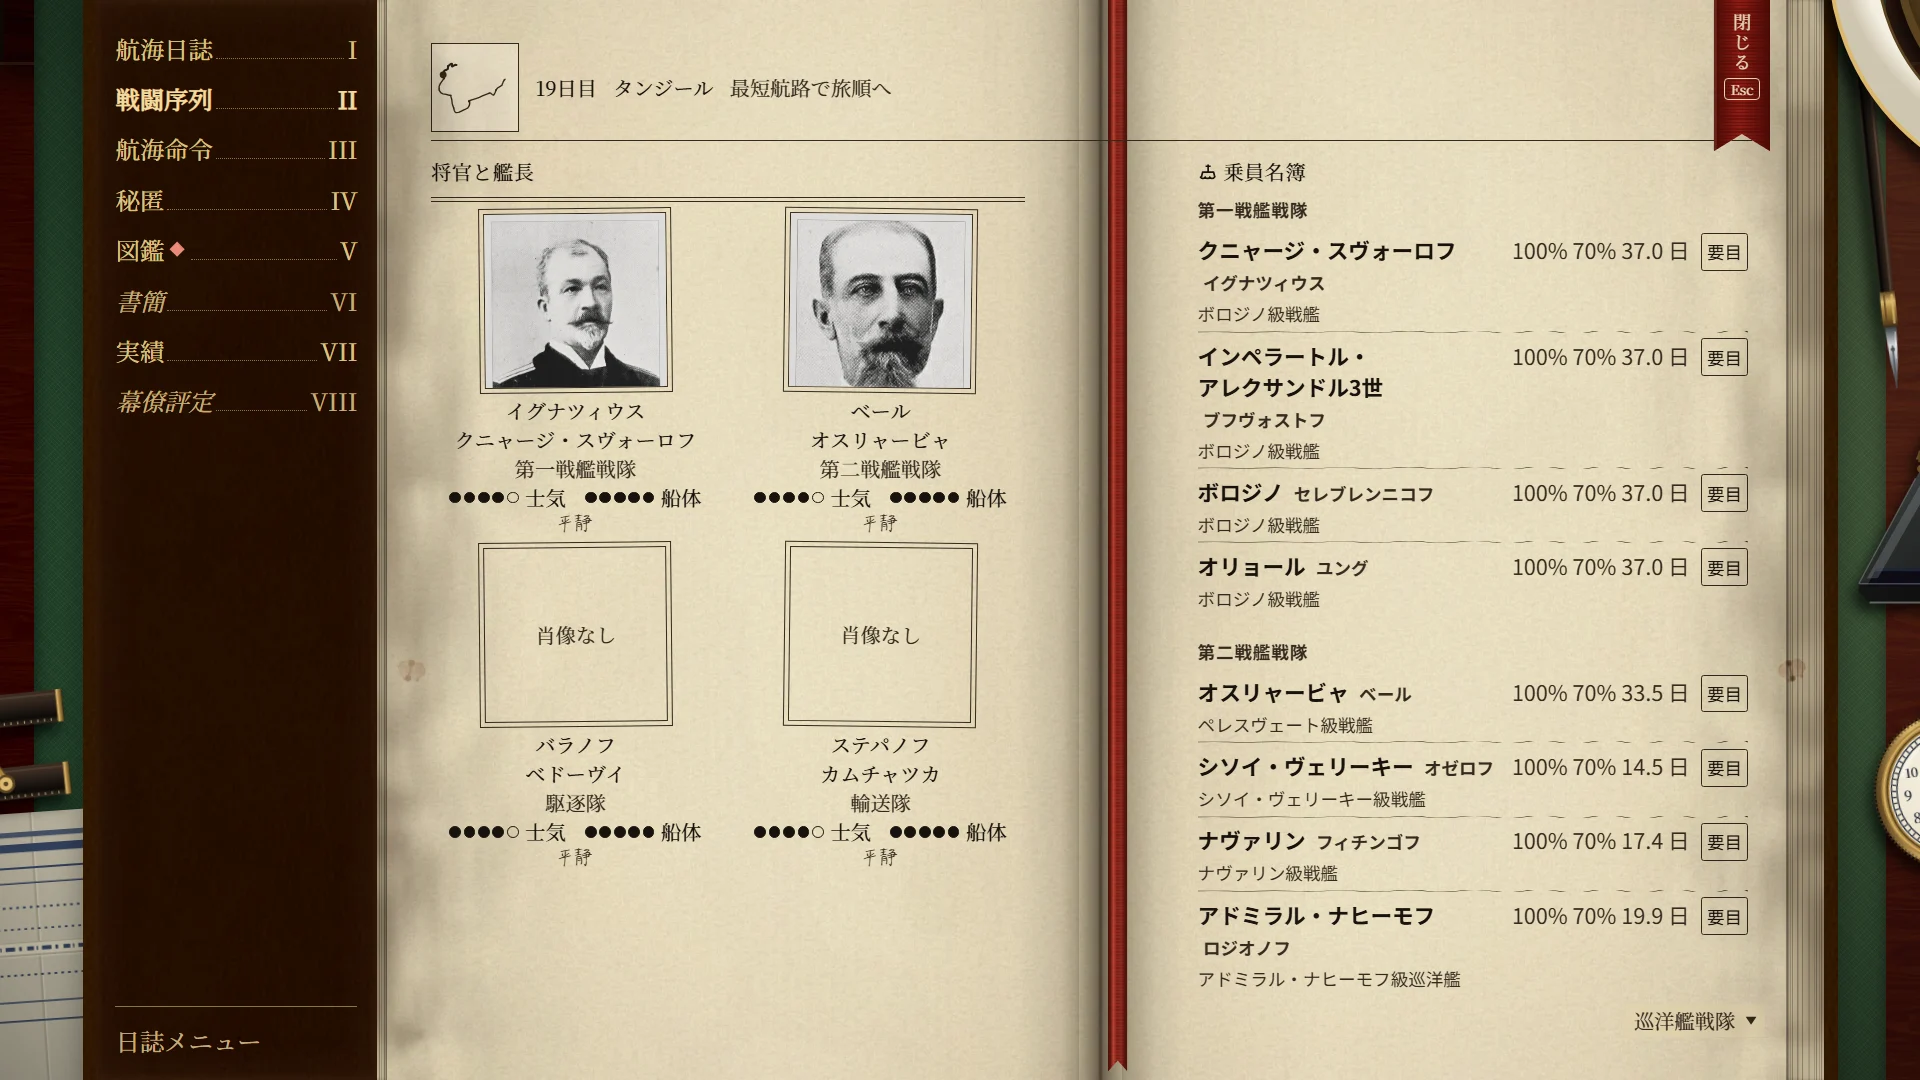 航海日誌 I
戦闘序列 II
航海命令 III
秘匿 IV
図鑑 V
書簡 VI
実績 VII
幕僚評定 VIII
日誌メニュー
19日目 タンジール 最短航路で旅順へ
将官と艦長
イグナツィウス
クニャージ・スヴォーロフ
第一戦艦戦隊
士気 船体
平静
ベール
オスリャービャ
第二戦艦戦隊
士気 船体
平静
肖像なし
バラノフ
ベドーヴイ
駆逐隊
士気 船体
平静
肖像なし
ステパノフ
カムチャツカ
輸送隊
士気 船体
平静
閉じる
Esc
乗員名簿
第一戦艦戦隊
クニャージ・スヴォーロフ 100% 70% 37.0 日 要目
イグナツィウス
ボロジノ級戦艦
インペラートル・ 100% 70% 37.0 日 要目
アレクサンドル3世
ブフヴォストフ
ボロジノ級戦艦
ボロジノ セレブレンニコフ 100% 70% 37.0 日 要目
ボロジノ級戦艦
オリョール ユング 100% 70% 37.0 日 要目
ボロジノ級戦艦
第二戦艦戦隊
オスリャービャ ベール 100% 70% 33.5 日 要目
ペレスヴェート級戦艦
シソイ・ヴェリーキー オゼロフ 100% 70% 14.5 日 要目
シソイ・ヴェリーキー級戦艦
ナヴァリン フィチンゴフ 100% 70% 17.4 日 要目
ナヴァリン級戦艦
アドミラル・ナヒーモフ 100% 70% 19.9 日 要目
ロジオノフ
アドミラル・ナヒーモフ級巡洋艦
巡洋艦戦隊 ▼
10
9
8